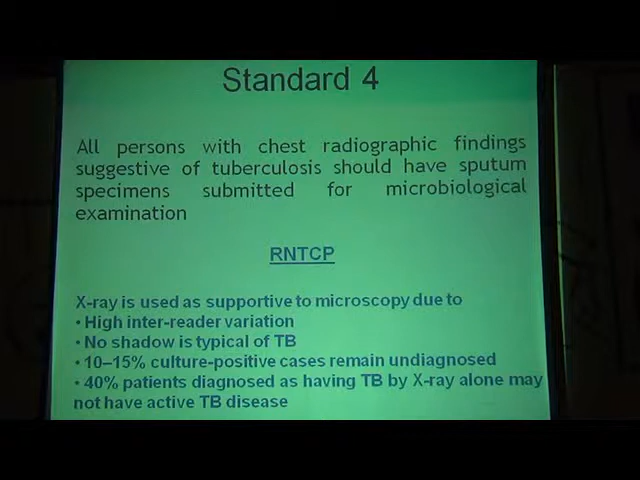 Standard 4
All persons with chest radiographic findings
suggestive of tuberculosis should have sputum
specimens submitted for microbiological
examination
RNTCP
X-ray is used as supportive to microscopy due to
• High inter-reader variation
• No shadow is typical of TB
• 10–15% culture-positive cases remain undiagnosed
• 40% patients diagnosed as having TB by X-ray alone may
not have active TB disease